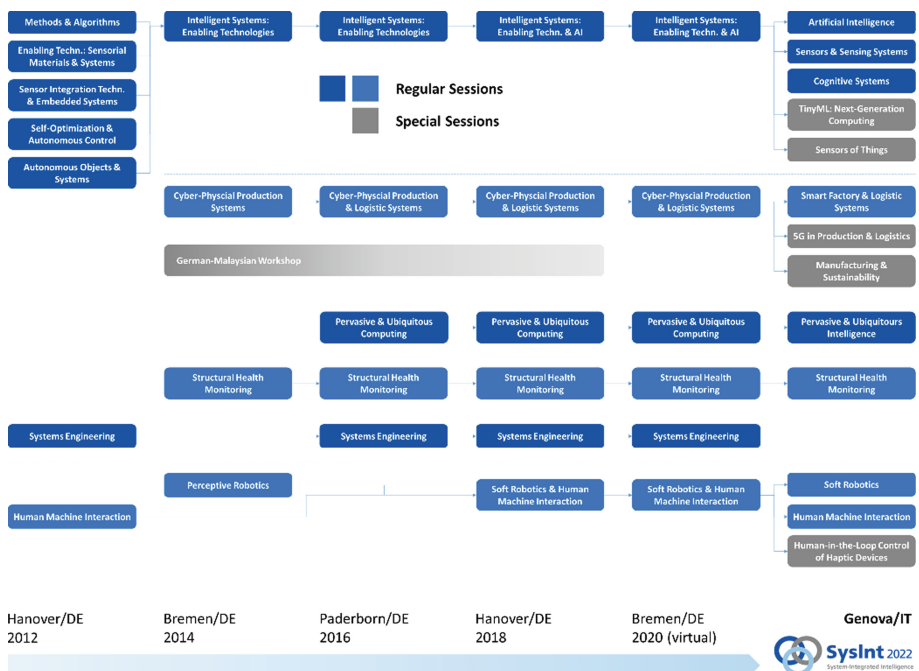 Methods & Algorithms
Enabling Techn.: Sensorial
Materials & Systems
Sensor Integration Techn.
& Embedded Systems
Self-Optimization &
Autonomous Control
Autonomous Objects &
Systems
Intelligent Systems:
Enabling Technologies
Intelligent Systems:
Enabling Technologies
Intelligent Systems:
Enabling Techn. & AI
Intelligent Systems:
Enabling Techn. & AI
Artificial Intelligence
Sensors & Sensing Systems
Cognitive Systems
TinyML: Next-Generation
Computing
Sensors of Things
Regular Sessions
Special Sessions
Cyber-Physcial Production
Systems
Cyber-Physcial Production
& Logistic Systems
Cyber-Physcial Production
& Logistic Systems
Cyber-Physcial Production
& Logistic Systems
Smart Factory & Logistic
Systems
5G in Production & Logistics
Manufacturing &
Sustainability
German-Malaysian Workshop
Pervasive & Ubiquitous
Computing
Pervasive & Ubiquitous
Computing
Pervasive & Ubiquitous
Computing
Pervasive & Ubiquitours
Intelligence
Structural Health
Monitoring
Structural Health
Monitoring
Structural Health
Monitoring
Structural Health
Monitoring
Structural Health
Monitoring
Systems Engineering
Systems Engineering
Systems Engineering
Systems Engineering
Perceptive Robotics
Soft Robotics & Human
Machine Interaction
Soft Robotics & Human
Machine Interaction
Soft Robotics
Human Machine Interaction
Human Machine Interaction
Human-in-the-Loop Control
of Haptic Devices
Hanover/DE
2012
Bremen/DE
2014
Paderborn/DE
2016
Hanover/DE
2018
Bremen/DE
2020 (virtual)
Genova/IT
SysInt 2022
System-Integrated Intelligence